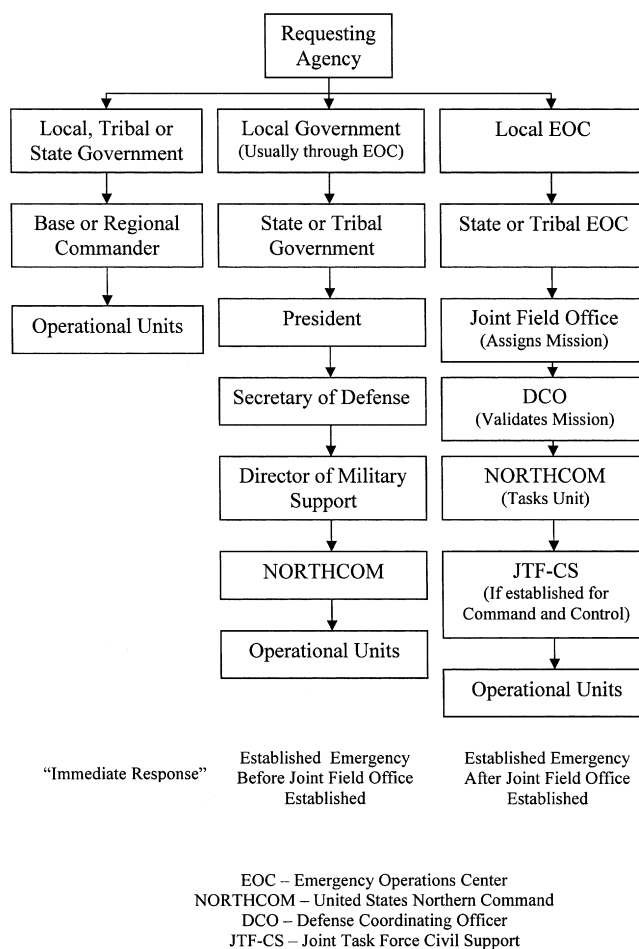 Requesting
Agency
Local, Tribal or
State Government
Base or Regional
Commander
Operational Units
Local Government
(Usually through EOC)
State or Tribal
Government
President
Secretary of Defense
Director of Military
Support
NORTHCOM
Operational Units
Local EOC
State or Tribal EOC
Joint Field Office
(Assigns Mission)
DCO
(Validates Mission)
NORTHCOM
(Tasks Unit)
JTF-CS
(If established for
Command and Control)
Operational Units
“Immediate Response”
Established Emergency
Before Joint Field Office
Established
Established Emergency
After Joint Field Office
Established
EOC – Emergency Operations Center
NORTHCOM – United States Northern Command
DCO – Defense Coordinating Officer
JTF-CS – Joint Task Force Civil Support